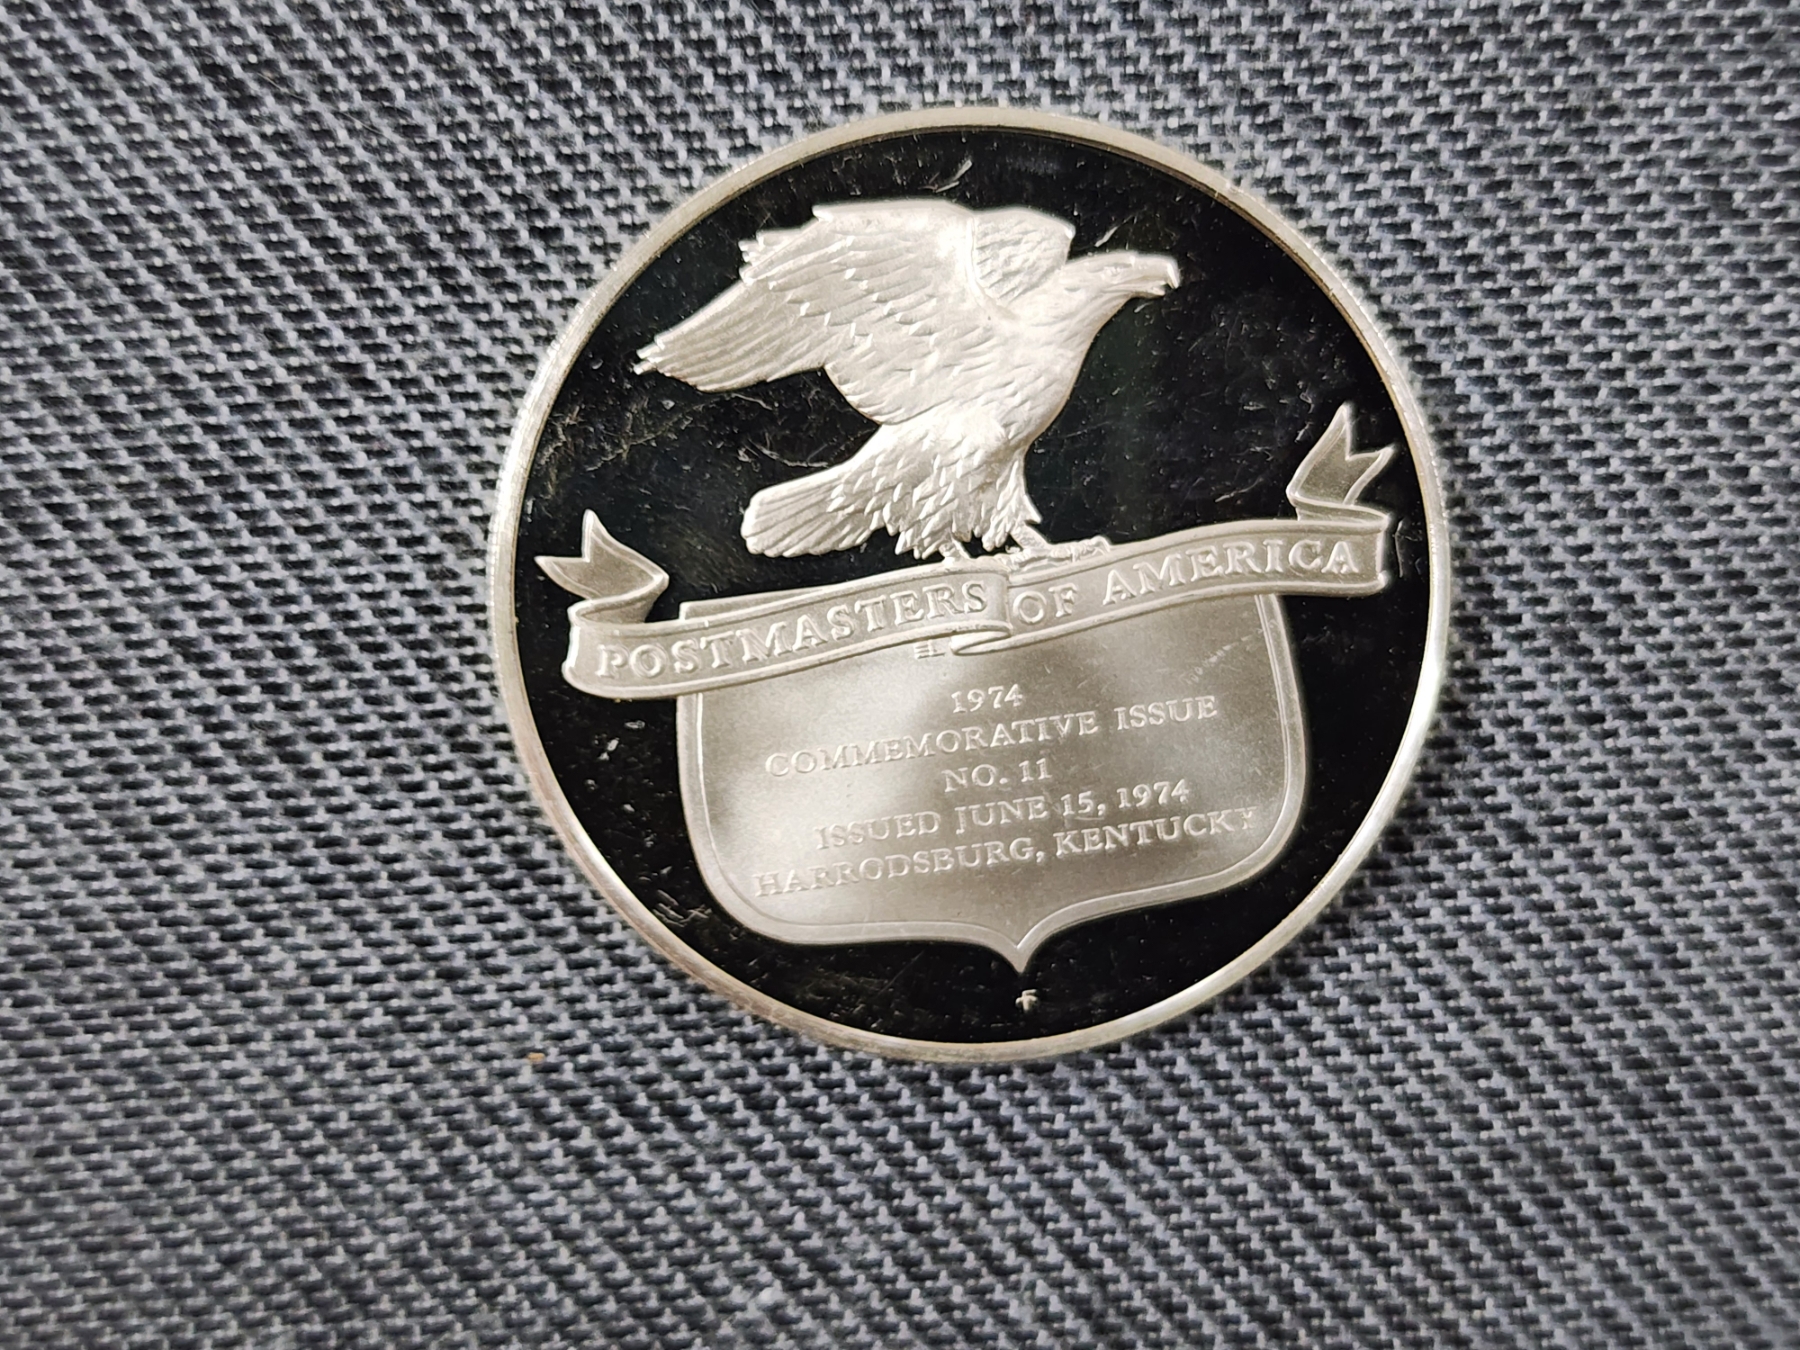 POSTMASTERS OF AMERICA
1974
COMMEMORATIVE ISSUE
NO. 11
ISSUED JUNE 15, 1974
HARRODSBURG, KENTUCKY
F